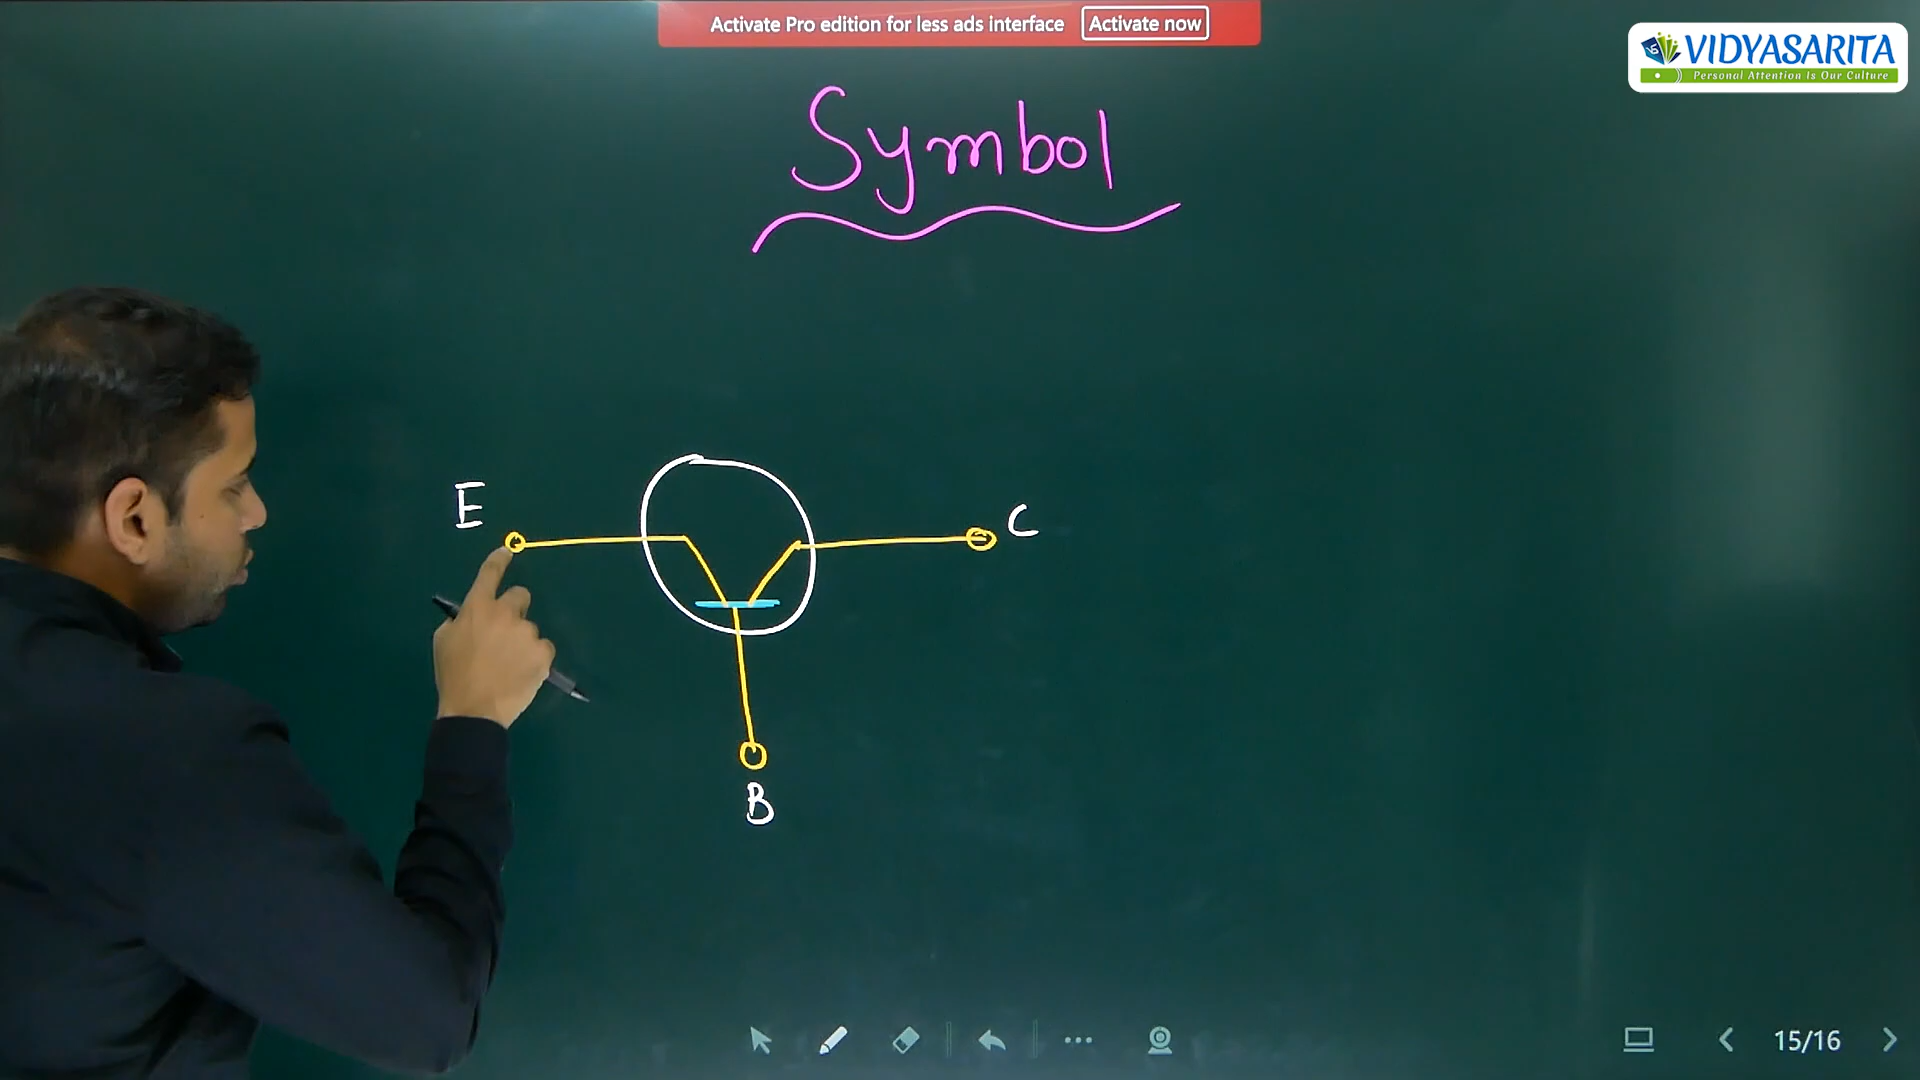 Activate Pro edition for less ads interface Activate now
VIDYASARITA
Personal Attention Is Our Culture
Symbol
E
C
B
15/16